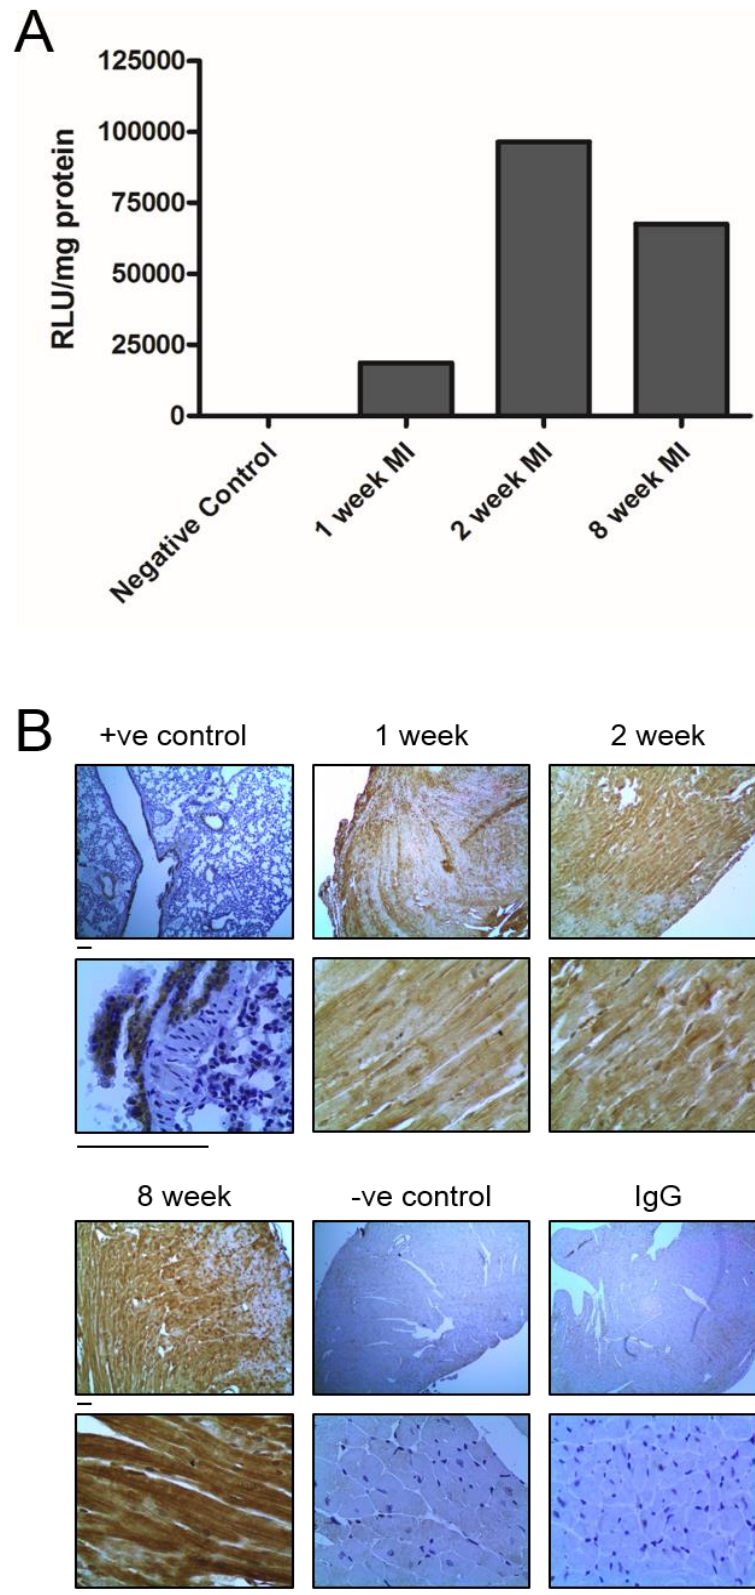 A
125000
100000
75000
50000
25000
0
RLU/mg protein
Negative Control
1 week MI
2 week MI
8 week MI
B
+ve control
1 week
2 week
8 week
-ve control
IgG